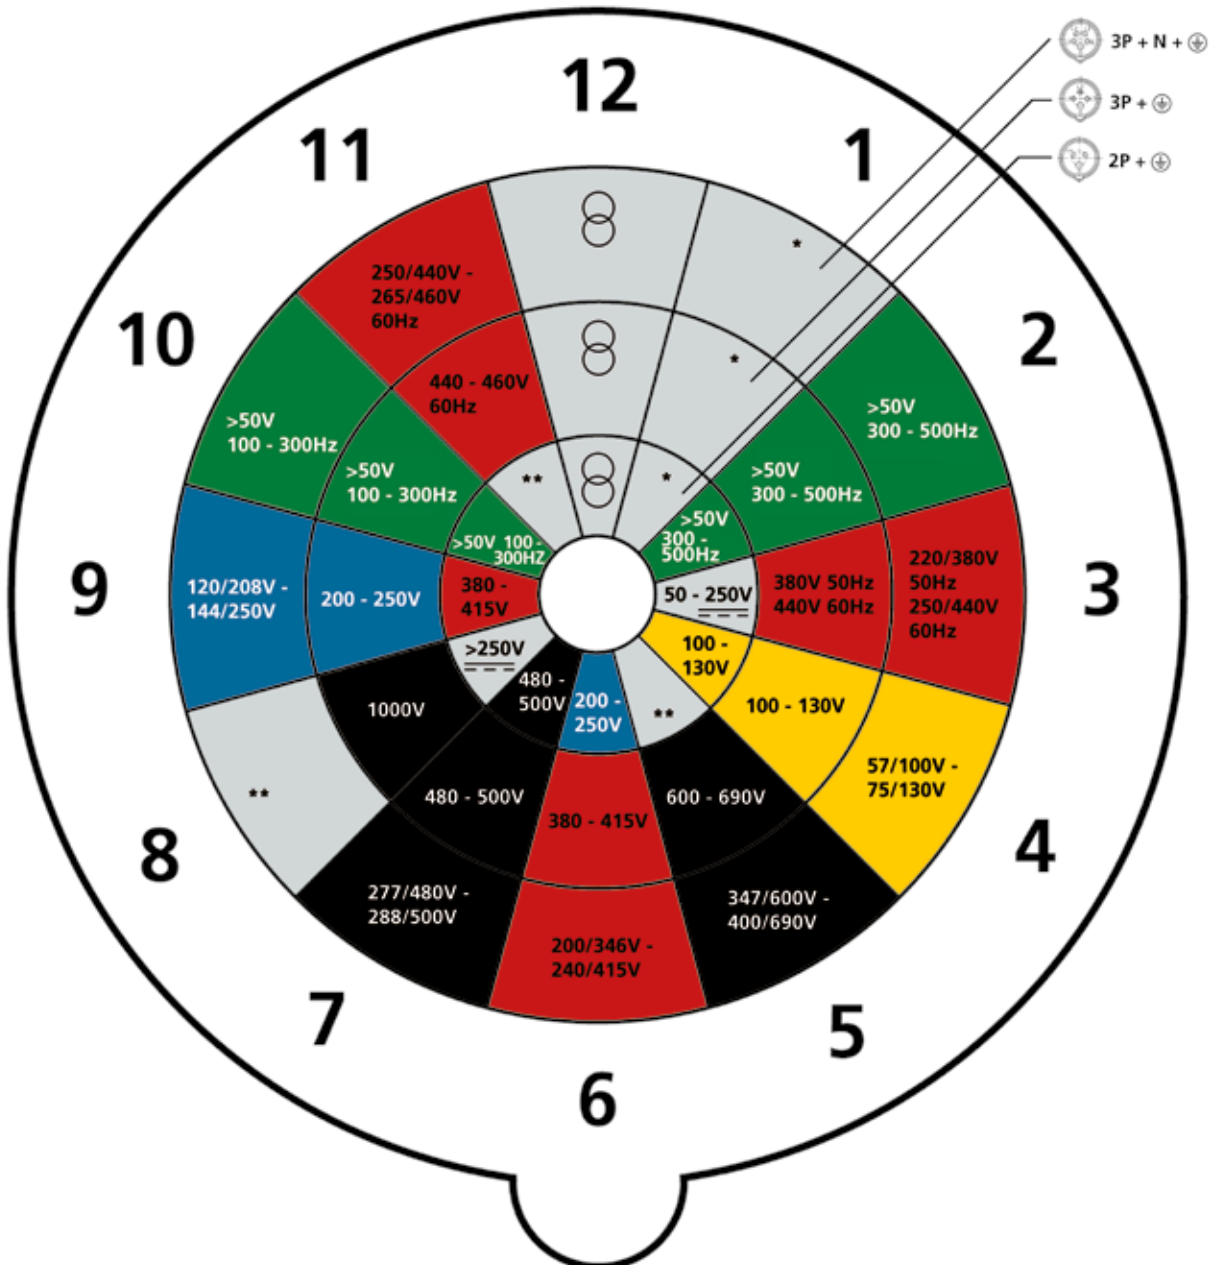 3P + N +
3P +
2P +
12
1
2
3
4
5
6
7
8
9
10
11
*
*
*
>50V
300 - 500Hz
>50V
300 - 500Hz
>50V
300 -
500Hz
220/380V
50Hz
250/440V
60Hz
380V 50Hz
440V 60Hz
50 - 250V
57/100V -
75/130V
100 - 130V
100 -
130V
347/600V -
400/690V
600 - 690V
**
200/346V -
240/415V
380 - 415V
200 -
250V
277/480V -
288/500V
480 - 500V
480 -
500V
**
1000V
>250V
120/208V -
144/250V
200 - 250V
380 -
415V
>50V
100 - 300Hz
>50V
100 - 300Hz
>50V 100 -
300HZ
250/440V -
265/460V
60Hz
440 - 460V
60Hz
**